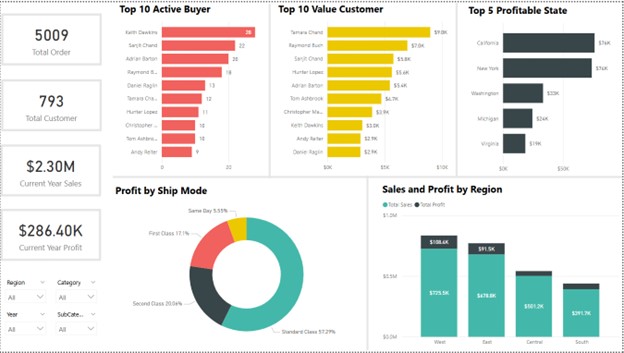 5009
Total Order
793
Total Customer
$2.30M
Current Year Sales
$286.40K
Current Year Profit
Region
All
Category
All
Year
All
SubCate...
All
Top 10 Active Buyer
Keith Dawkins
Sanjit Chand 22
Adrian Barton 20
Raymond B... 18
Daniel Raglin 13
Tamara Cha... 12
Hunter Lopez 11
Christopher ... 10
Tom Ashbro... 10
Andy Reiter 9
0 20
Top 10 Value Customer
Tamara Chand $9.0K
Raymond Buch $7.0K
Sanjit Chand $5.8K
Hunter Lopez $5.6K
Adrian Barton $5.4K
Tom Ashbrook $4.7K
Christopher Ma... $3.9K
Keith Dawkins $3.0K
Andy Reiter $2.9K
Daniel Raglin $2.9K
$0K $5K $10K
Top 5 Profitable State
California $76K
New York $74K
Washington $33K
Michigan $24K
Virginia $19K
$0K $50K
Profit by Ship Mode
Same Day 5.55%
First Class 17.1%
Second Class 20.06%
Standard Class 57.29%
Sales and Profit by Region
Total Sales Total Profit
$1.0M
$0.5M
$0.0M
$108.6K
$725.5K
$91.5K
$678.8K
$501.2K
$391.7K
West East Central South